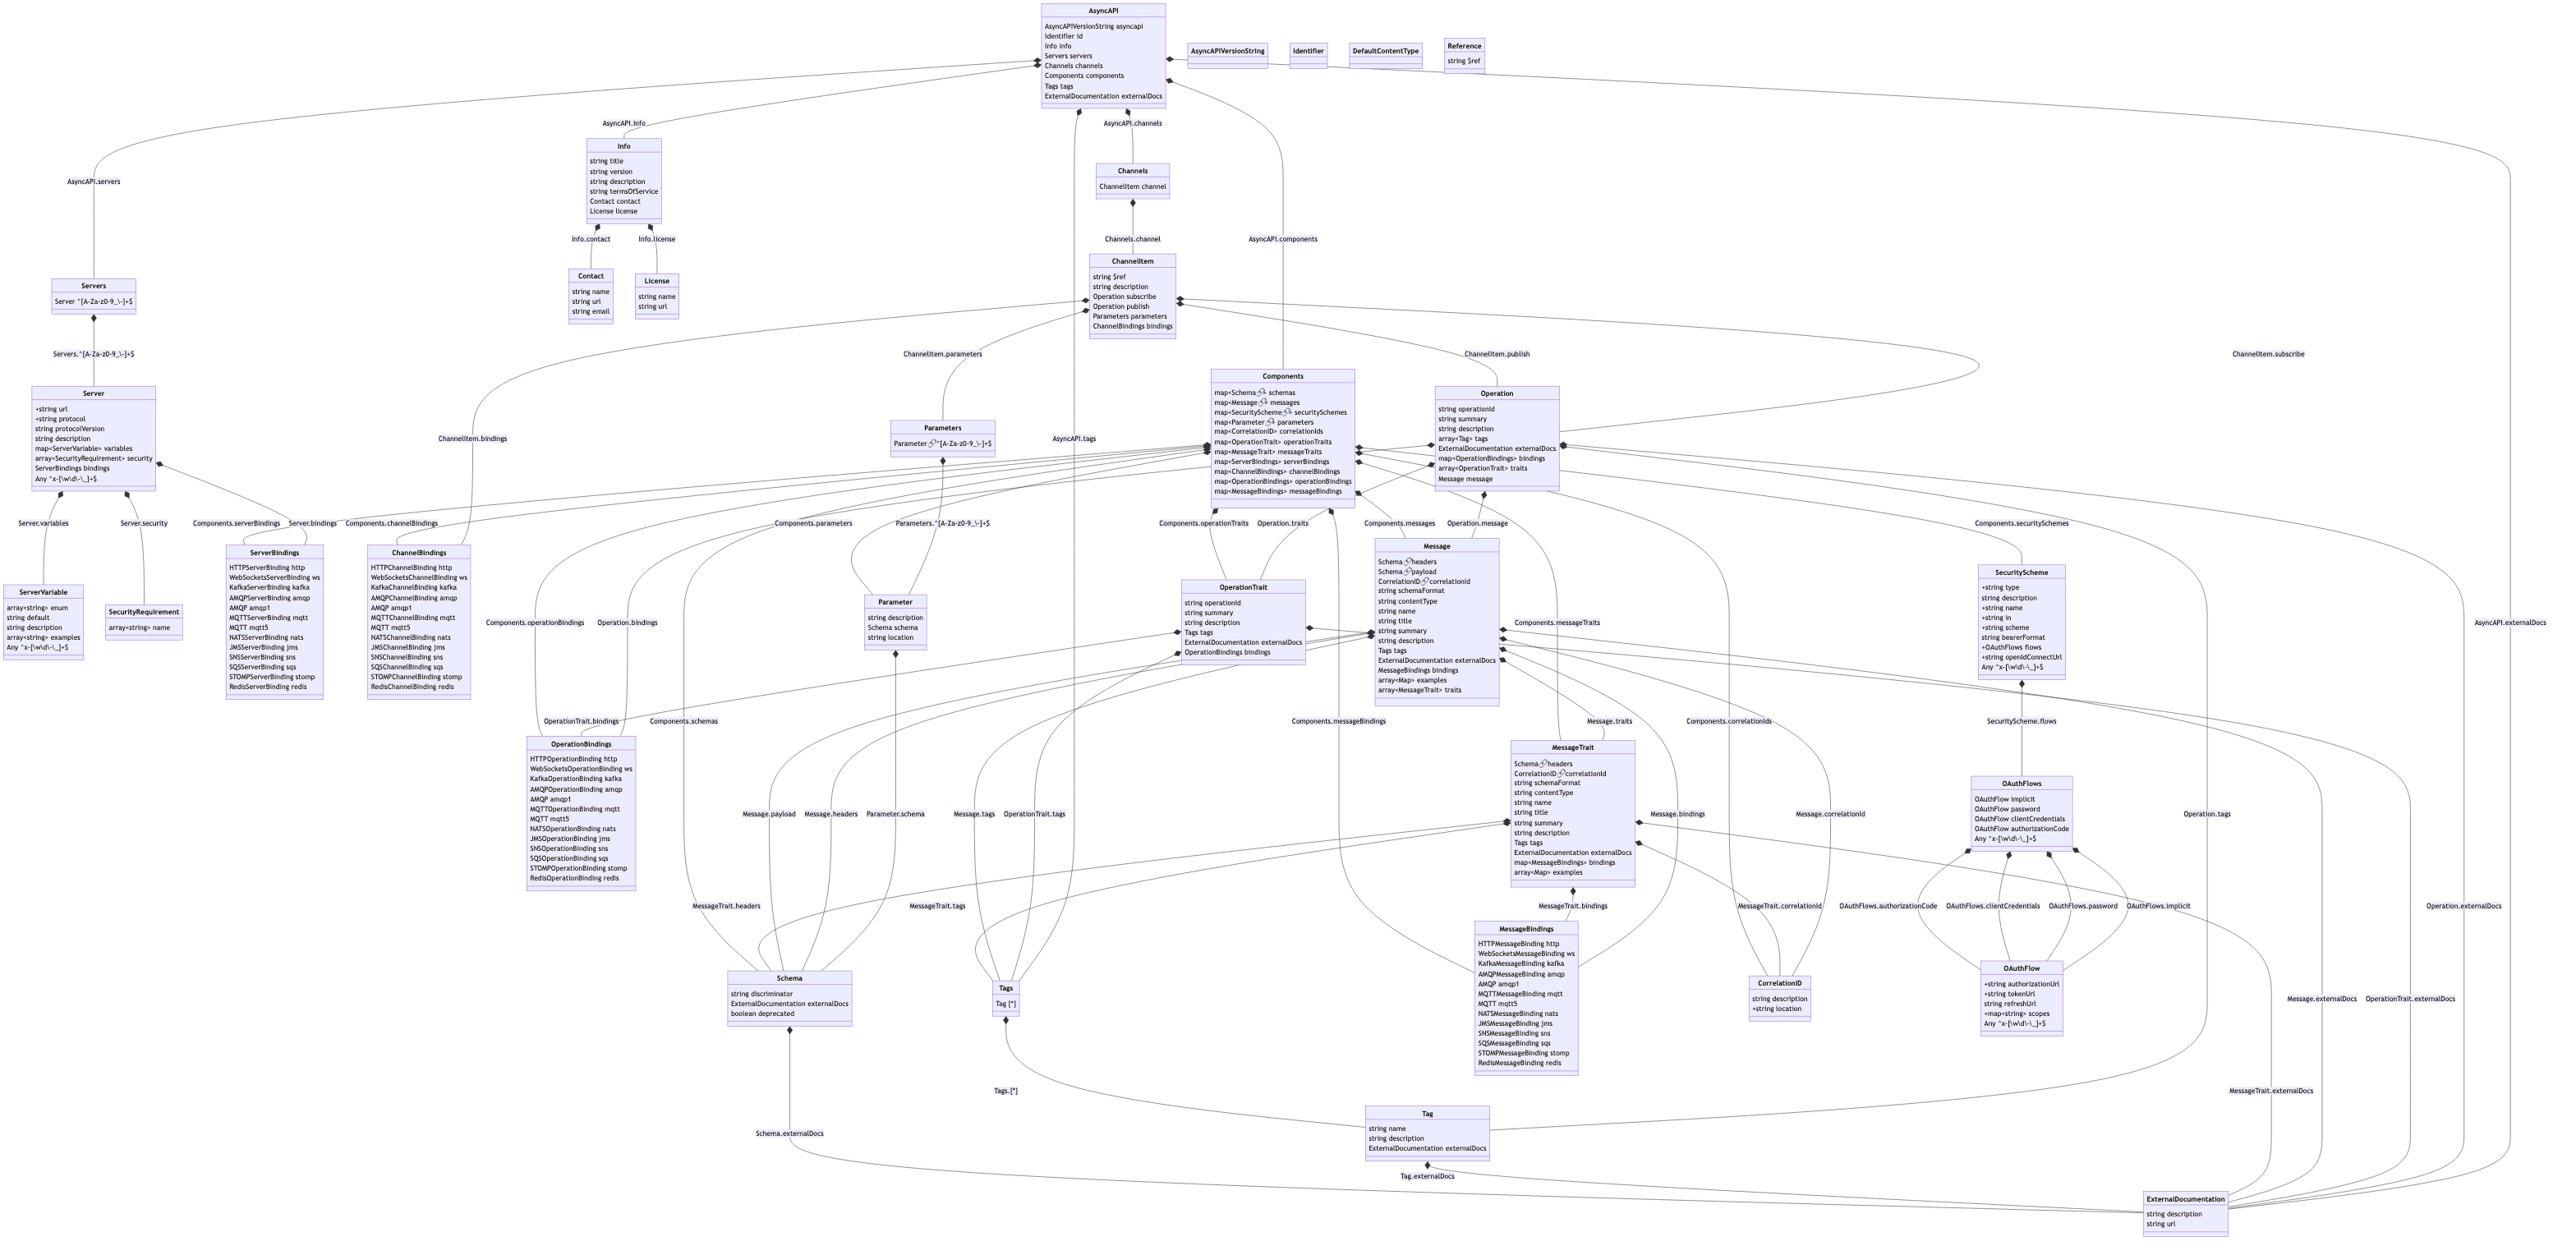 AsyncAPI
AsyncAPIVersionString asyncapi
Identifier id
Info info
Servers servers
Channels channels
Components components
Tags tags
ExternalDocumentation externalDocs
AsyncAPIVersionString
Identifier
DefaultContentType
Reference
string $ref
AsyncAPI.info
AsyncAPI.channels
AsyncAPI.servers
AsyncAPI.components
AsyncAPI.tags
AsyncAPI.externalDocs
Info
string title
string version
string description
string termsOfService
Contact contact
License license
Channels
ChannelItem channel
Info.contact
Info.license
Channels.channel
Contact
string name
string url
string email
License
string name
string url
ChannelItem
string $ref
string description
Operation subscribe
Operation publish
Parameters parameters
ChannelBindings bindings
Servers
Server ^[A-Za-z0-9_\-]+$
Servers.^[A-Za-z0-9_\-]+$
ChannelItem.parameters
ChannelItem.publish
ChannelItem.subscribe
ChannelItem.bindings
Server
+string url
+string protocol
string protocolVersion
string description
map<ServerVariable> variables
array<SecurityRequirement> security
ServerBindings bindings
Any ^x-[\w\d\-\_]+$
Parameters
Parameter🔗^[A-Za-z0-9_\-]+$
Components
map<Schema🔗> schemas
map<Message🔗> messages
map<SecurityScheme🔗> securitySchemes
map<Parameter🔗> parameters
map<CorrelationID> correlationIds
map<OperationTrait> operationTraits
map<MessageTrait> messageTraits
map<ServerBindings> serverBindings
map<ChannelBindings> channelBindings
map<OperationBindings> operationBindings
map<MessageBindings> messageBindings
Operation
string operationId
string summary
string description
array<Tag> tags
ExternalDocumentation externalDocs
map<OperationBindings> bindings
array<OperationTrait> traits
Message message
Server.variables
Server.security
Components.serverBindings
Server.bindings
Components.channelBindings
Components.parameters
Parameters.^[A-Za-z0-9_\-]+$
Components.operationTraits
Operation.traits
Components.messages
Operation.message
Components.securitySchemes
ServerVariable
array<string> enum
string default
string description
array<string> examples
Any ^x-[\w\d\-\_]+$
SecurityRequirement
array<string> name
ServerBindings
HTTPServerBinding http
WebSocketsServerBinding ws
KafkaServerBinding kafka
AMQPServerBinding amqp
AMQP amqp1
MQTTServerBinding mqtt
MQTT mqtt5
NATSServerBinding nats
JMSServerBinding jms
SNSServerBinding sns
SQSServerBinding sqs
STOMPServerBinding stomp
RedisServerBinding redis
ChannelBindings
HTTPChannelBinding http
WebSocketsChannelBinding ws
KafkaChannelBinding kafka
AMQPChannelBinding amqp
AMQP amqp1
MQTTChannelBinding mqtt
MQTT mqtt5
NATSChannelBinding nats
JMSChannelBinding jms
SNSChannelBinding sns
SQSChannelBinding sqs
STOMPChannelBinding stomp
RedisChannelBinding redis
Components.operationBindings
Operation.bindings
Parameter
string description
Schema schema
string location
OperationTrait
string operationId
string summary
string description
Tags tags
ExternalDocumentation externalDocs
OperationBindings bindings
Message
Schema🔗headers
Schema🔗payload
CorrelationID🔗correlationId
string schemaFormat
string contentType
string name
string title
string summary
string description
Tags tags
ExternalDocumentation externalDocs
MessageBindings bindings
array<Map> examples
array<MessageTrait> traits
Components.messageTraits
SecurityScheme
+string type
string description
+string name
+string in
+string scheme
string bearerFormat
+OAuthFlows flows
+string openIdConnectUrl
Any ^x-[\w\d\-\_]+$
OperationTrait.bindings
Components.schemas
Components.messageBindings
Message.traits
Components.correlationIds
SecurityScheme.flows
OperationBindings
HTTPOperationBinding http
WebSocketsOperationBinding ws
KafkaOperationBinding kafka
AMQPOperationBinding amqp
AMQP amqp1
MQTTOperationBinding mqtt
MQTT mqtt5
NATSOperationBinding nats
JMSOperationBinding jms
SNSOperationBinding sns
SQSOperationBinding sqs
STOMPOperationBinding stomp
RedisOperationBinding redis
Message.payload
Message.headers
Parameter.schema
Message.tags
OperationTrait.tags
MessageTrait
Schema🔗headers
CorrelationID🔗correlationId
string schemaFormat
string contentType
string name
string title
string summary
string description
Tags tags
ExternalDocumentation externalDocs
map<MessageBindings> bindings
array<Map> examples
Message.bindings
Message.correlationId
OAuthFlows
OAuthFlow implicit
OAuthFlow password
OAuthFlow clientCredentials
OAuthFlow authorizationCode
Any ^x-[\w\d\-\_]+$
Operation.tags
MessageTrait.headers
MessageTrait.tags
MessageTrait.bindings
MessageTrait.correlationId
OAuthFlows.authorizationCode
OAuthFlows.clientCredentials
OAuthFlows.password
OAuthFlows.implicit
Operation.externalDocs
Schema
string discriminator
ExternalDocumentation externalDocs
boolean deprecated
Tags
Tag [*]
MessageBindings
HTTPMessageBinding http
WebSocketsMessageBinding ws
KafkaMessageBinding kafka
AMQPMessageBinding amqp
AMQP amqp1
MQTTMessageBinding mqtt
MQTT mqtt5
NATSMessageBinding nats
JMSMessageBinding jms
SNSMessageBinding sns
SQSMessageBinding sqs
STOMPMessageBinding stomp
RedisMessageBinding redis
CorrelationID
string description
+string location
OAuthFlow
+string authorizationUrl
+string tokenUrl
string refreshUrl
+map<string> scopes
Any ^x-[\w\d\-\_]+$
Message.externalDocs
OperationTrait.externalDocs
Tags.[*]
MessageTrait.externalDocs
Schema.externalDocs
Tag
string name
string description
ExternalDocumentation externalDocs
Tag.externalDocs
ExternalDocumentation
string description
string url